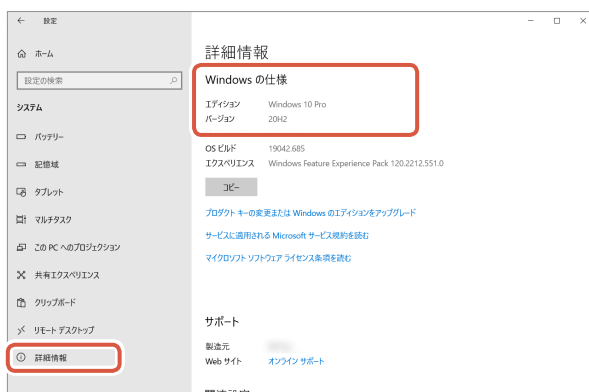 設定
ホーム
設定の検索
システム
バッテリー
記憶域
タブレット
マルチタスク
この PC へのプロジェクション
共有エクスペリエンス
クリップボード
リモート デスクトップ
詳細情報
詳細情報
Windows の仕様
エディション Windows 10 Pro
バージョン 20H2
OS ビルド 19042.685
エクスペリエンス Windows Feature Experience Pack 120.2212.551.0
コピー
プロダクト キーの変更または Windows のエディションをアップグレード
サービスに適用される Microsoft サービス規約を読む
マイクロソフト ソフトウェア ライセンス条項を読む
サポート
製造元
Web サイト オンライン サポート